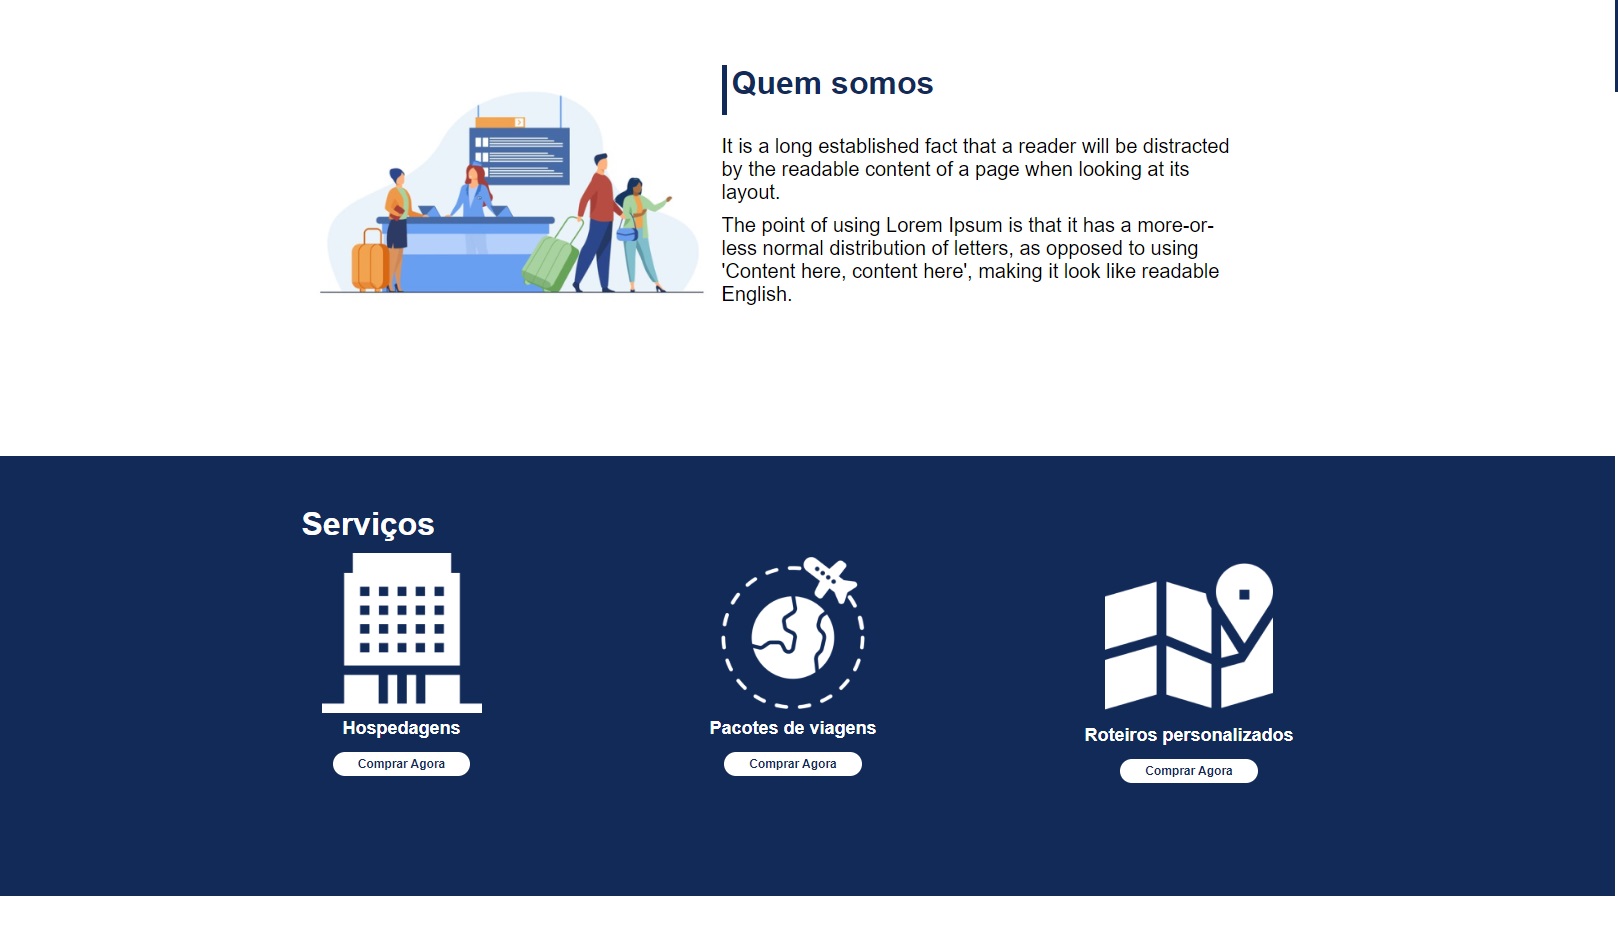 Quem somos
It is a long established fact that a reader will be distracted
by the readable content of a page when looking at its
layout.
The point of using Lorem Ipsum is that it has a more-or-
less normal distribution of letters, as opposed to using
'Content here, content here', making it look like readable
English.
Serviços
Hospedagens
Comprar Agora
Pacotes de viagens
Comprar Agora
Roteiros personalizados
Comprar Agora